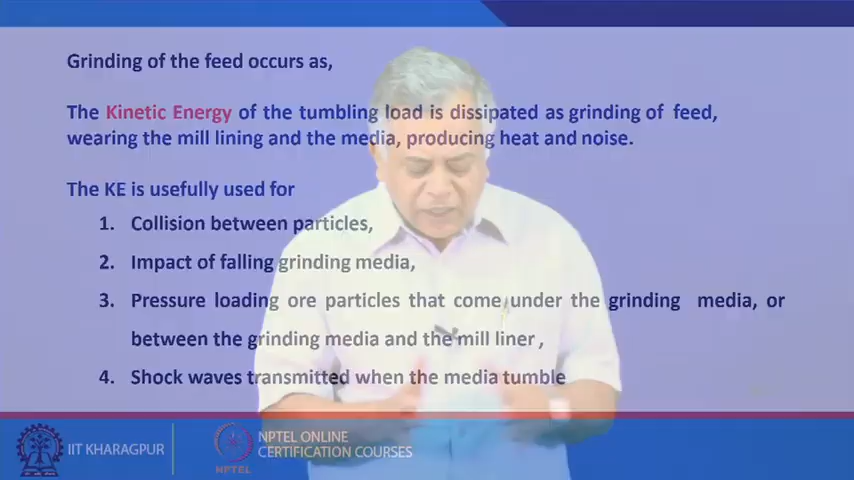 Grinding of the feed occurs as,
The Kinetic Energy of the tumbling load is dissipated as grinding of feed,
wearing the mill lining and the media, producing heat and noise.
The KE is usefully used for
1. Collision between particles,
2. Impact of falling grinding media,
3. Pressure loading ore particles that come under the grinding media, or
between the grinding media and the mill liner ,
4. Shock waves transmitted when the media tumble
IIT KHARAGPUR
NPTEL
NPTEL ONLINE
CERTIFICATION COURSES